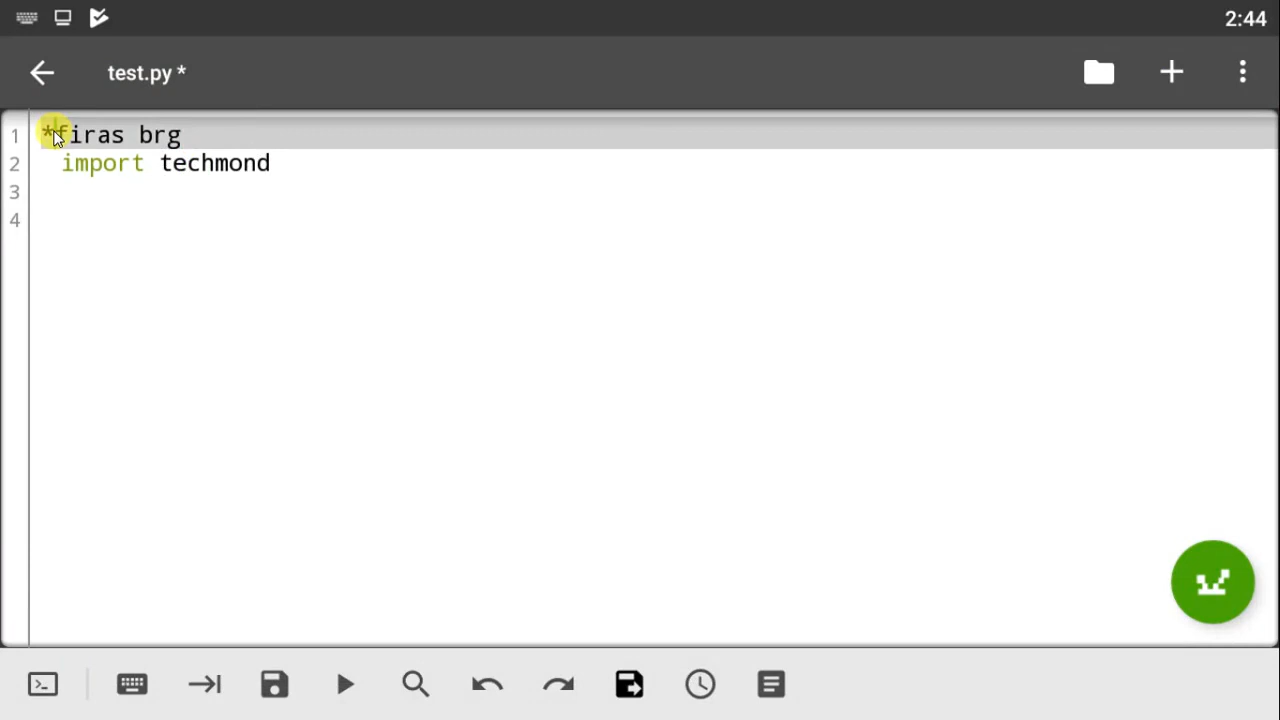 2:44
test.py *
1 *firas brg
2 import techmond
3
4